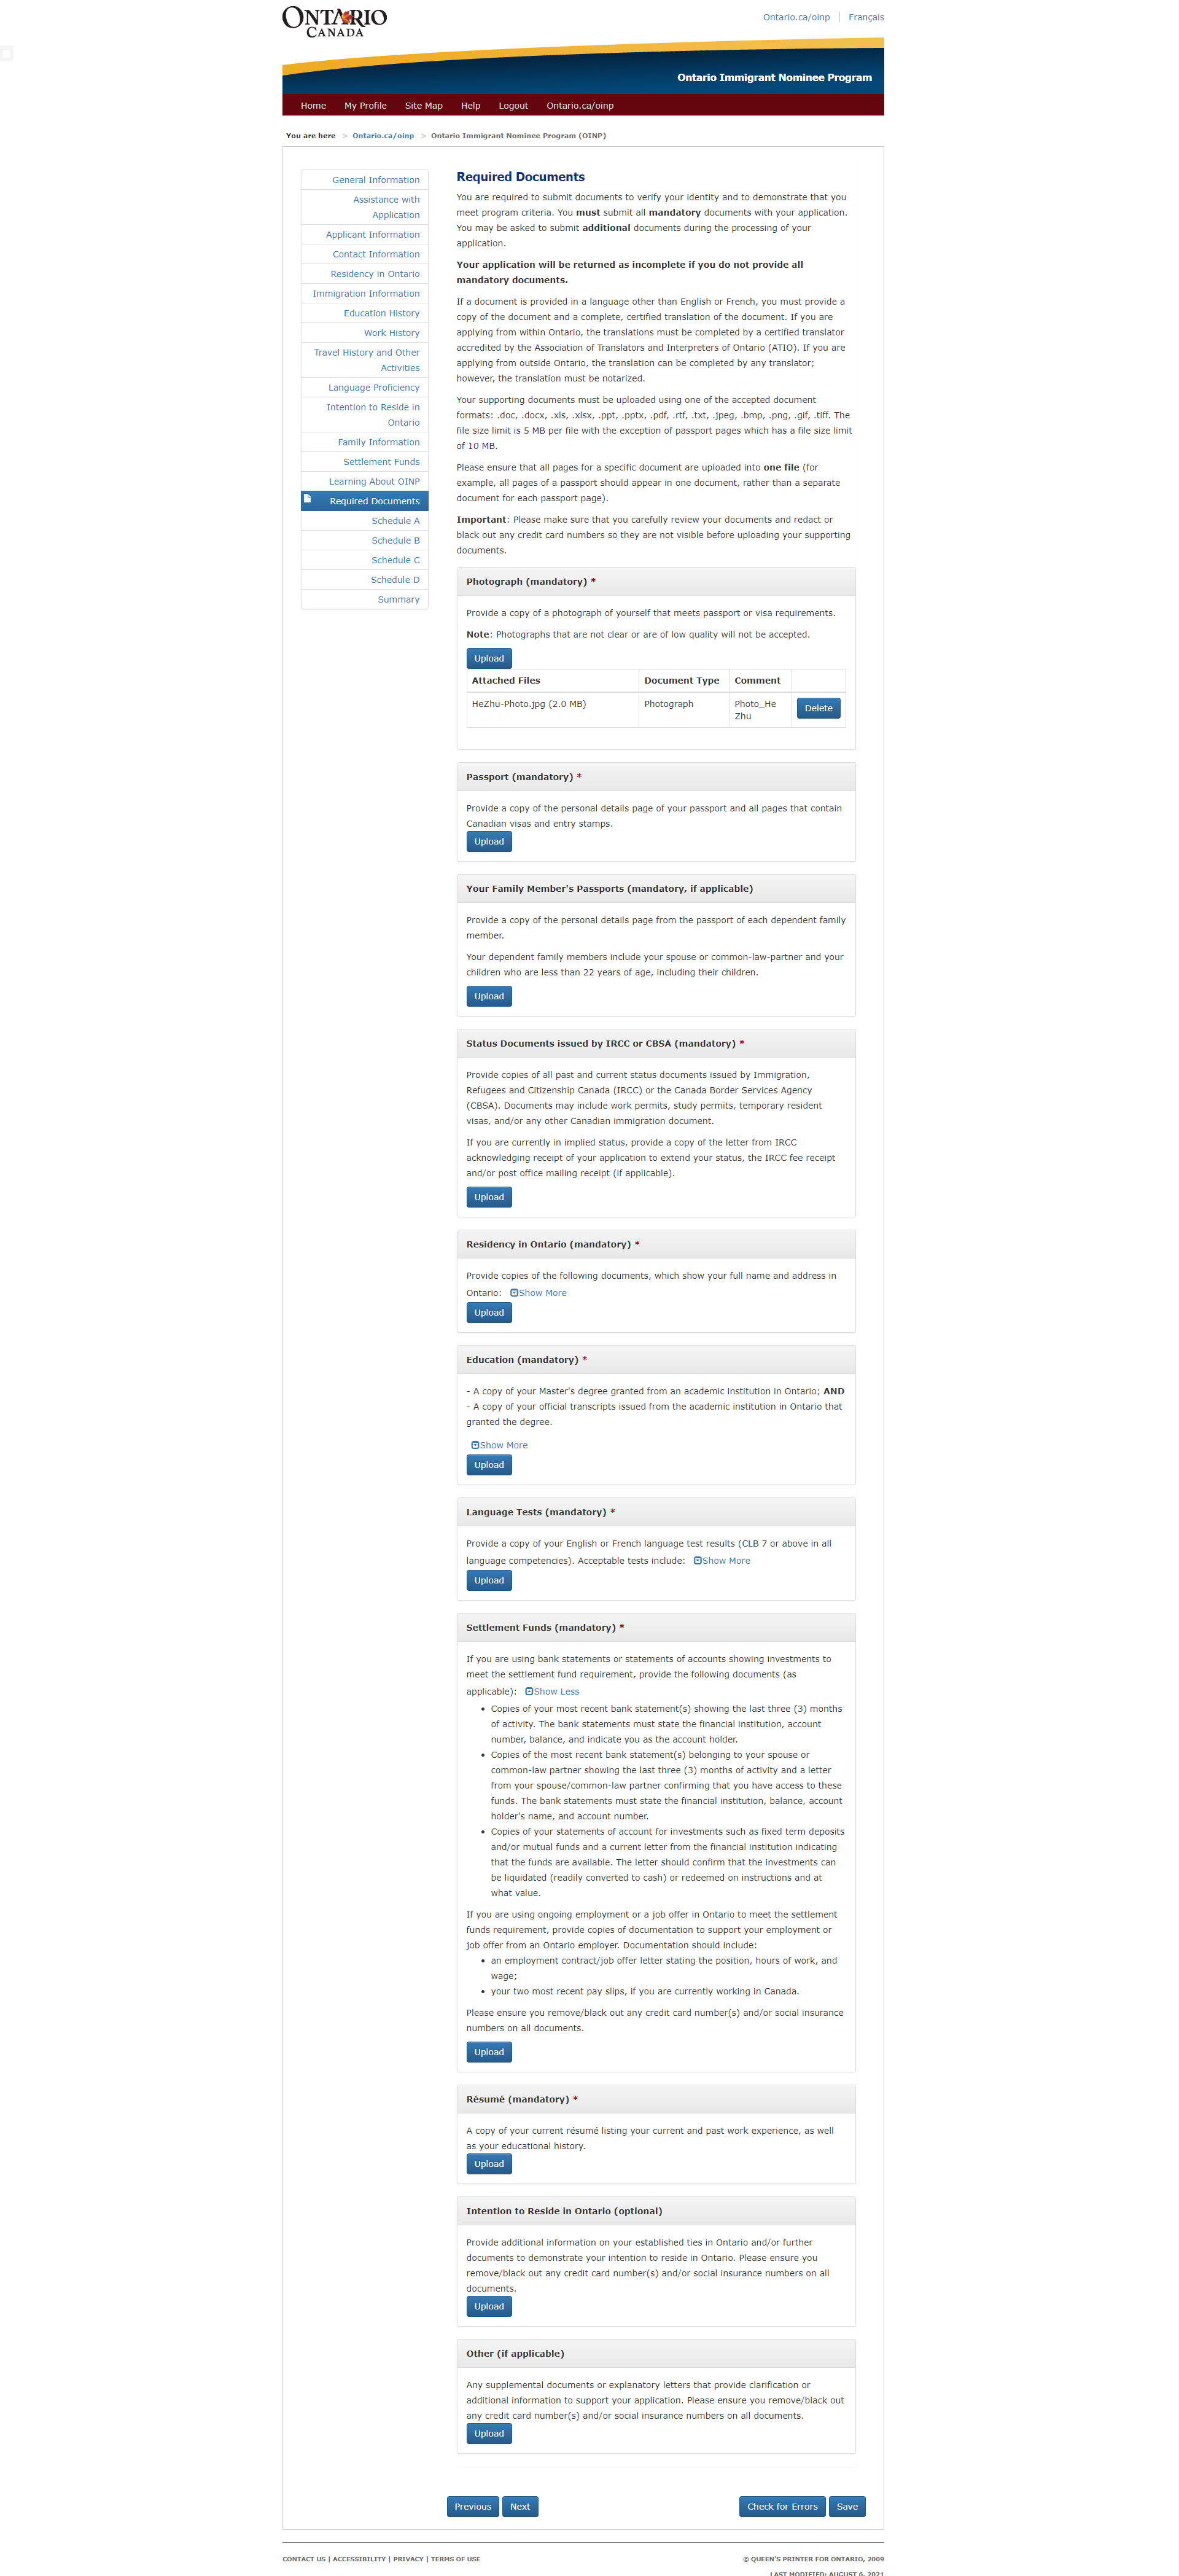 ONTARIO
CANADA
Ontario.ca/oinp | Français
Ontario Immigrant Nominee Program
Home My Profile Site Map Help Logout Ontario.ca/oinp
You are here > Ontario.ca/oinp > Ontario Immigrant Nominee Program (OINP)
General Information
Assistance with
Application
Applicant Information
Contact Information
Residency in Ontario
Immigration Information
Education History
Work History
Travel History and Other
Activities
Language Proficiency
Intention to Reside in
Ontario
Family Information
Settlement Funds
Learning About OINP
Required Documents
Schedule A
Schedule B
Schedule C
Schedule D
Summary
Required Documents
You are required to submit documents to verify your identity and to demonstrate that you
meet program criteria. You must submit all mandatory documents with your application.
You may be asked to submit additional documents during the processing of your
application.
Your application will be returned as incomplete if you do not provide all
mandatory documents.
If a document is provided in a language other than English or French, you must provide a
copy of the document and a complete, certified translation of the document. If you are
applying from within Ontario, the translations must be completed by a certified translator
accredited by the Association of Translators and Interpreters of Ontario (ATIO). If you are
applying from outside Ontario, the translation can be completed by any translator;
however, the translation must be notarized.
Your supporting documents must be uploaded using one of the accepted document
formats: .doc, .docx, .xls, .xlsx, .ppt, .pptx, .pdf, .rtf, .txt, .jpeg, .bmp, .png, .gif, .tiff. The
file size limit is 5 MB per file with the exception of passport pages which has a file size limit
of 10 MB.
Please ensure that all pages for a specific document are uploaded into one file (for
example, all pages of a passport should appear in one document, rather than a separate
document for each passport page).
Important: Please make sure that you carefully review your documents and redact or
black out any credit card numbers so they are not visible before uploading your supporting
documents.
Photograph (mandatory) *
Provide a copy of a photograph of yourself that meets passport or visa requirements.
Note: Photographs that are not clear or are of low quality will not be accepted.
Upload
Attached Files Document Type Comment
HeZhu-Photo.jpg (2.0 MB) Photograph Photo_He
Zhu
Delete
Passport (mandatory) *
Provide a copy of the personal details page of your passport and all pages that contain
Canadian visas and entry stamps.
Upload
Your Family Member's Passports (mandatory, if applicable)
Provide a copy of the personal details page from the passport of each dependent family
member.
Your dependent family members include your spouse or common-law-partner and your
children who are less than 22 years of age, including their children.
Upload
Status Documents issued by IRCC or CBSA (mandatory) *
Provide copies of all past and current status documents issued by Immigration,
Refugees and Citizenship Canada (IRCC) or the Canada Border Services Agency
(CBSA). Documents may include work permits, study permits, temporary resident
visas, and/or any other Canadian immigration document.
If you are currently in implied status, provide a copy of the letter from IRCC
acknowledging receipt of your application to extend your status, the IRCC fee receipt
and/or post office mailing receipt (if applicable).
Upload
Residency in Ontario (mandatory) *
Provide copies of the following documents, which show your full name and address in
Ontario: Show More
Upload
Education (mandatory) *
- A copy of your Master's degree granted from an academic institution in Ontario; AND
- A copy of your official transcripts issued from the academic institution in Ontario that
granted the degree.
Show More
Upload
Language Tests (mandatory) *
Provide a copy of your English or French language test results (CLB 7 or above in all
language competencies). Acceptable tests include: Show More
Upload
Settlement Funds (mandatory) *
If you are using bank statements or statements of accounts showing investments to
meet the settlement fund requirement, provide the following documents (as
applicable): Show Less
• Copies of your most recent bank statement(s) showing the last three (3) months
of activity. The bank statements must state the financial institution, account
number, balance, and indicate you as the account holder.
• Copies of the most recent bank statement(s) belonging to your spouse or
common-law partner showing the last three (3) months of activity and a letter
from your spouse/common-law partner confirming that you have access to these
funds. The bank statements must state the financial institution, balance, account
holder's name, and account number.
• Copies of your statements of account for investments such as fixed term deposits
and/or mutual funds and a current letter from the financial institution indicating
that the funds are available. The letter should confirm that the investments can
be liquidated (readily converted to cash) or redeemed on instructions and at
what value.
If you are using ongoing employment or a job offer in Ontario to meet the settlement
funds requirement, provide copies of documentation to support your employment or
job offer from an Ontario employer. Documentation should include:
• an employment contract/job offer letter stating the position, hours of work, and
wage;
• your two most recent pay slips, if you are currently working in Canada.
Please ensure you remove/black out any credit card number(s) and/or social insurance
numbers on all documents.
Upload
Résumé (mandatory) *
A copy of your current résumé listing your current and past work experience, as well
as your educational history.
Upload
Intention to Reside in Ontario (optional)
Provide additional information on your established ties in Ontario and/or further
documents to demonstrate your intention to reside in Ontario. Please ensure you
remove/black out any credit card number(s) and/or social insurance numbers on all
documents.
Upload
Other (if applicable)
Any supplemental documents or explanatory letters that provide clarification or
additional information to support your application. Please ensure you remove/black out
any credit card number(s) and/or social insurance numbers on all documents.
Upload
Previous Next Check for Errors Save
CONTACT US | ACCESSIBILITY | PRIVACY | TERMS OF USE
© QUEEN'S PRINTER FOR ONTARIO, 2009
LAST MODIFIED: AUGUST 6, 2021